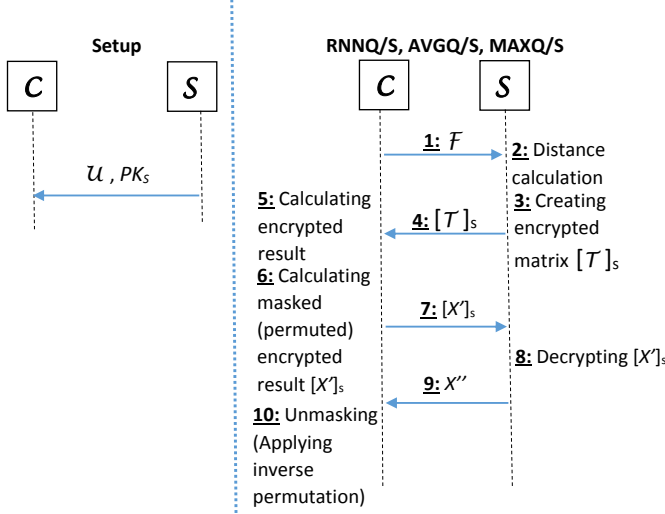 Setup
C
S
U , PKs
RNNQ/S, AVGQ/S, MAXQ/S
C
S
1: F
2: Distance
calculation
3: Creating
encrypted
matrix [T]s
4: [T]s
5: Calculating
encrypted
result
6: Calculating
masked
(permuted)
encrypted
result [X']s
7: [X']s
8: Decrypting [X']s
9: X''
10: Unmasking
(Applying
inverse
permutation)